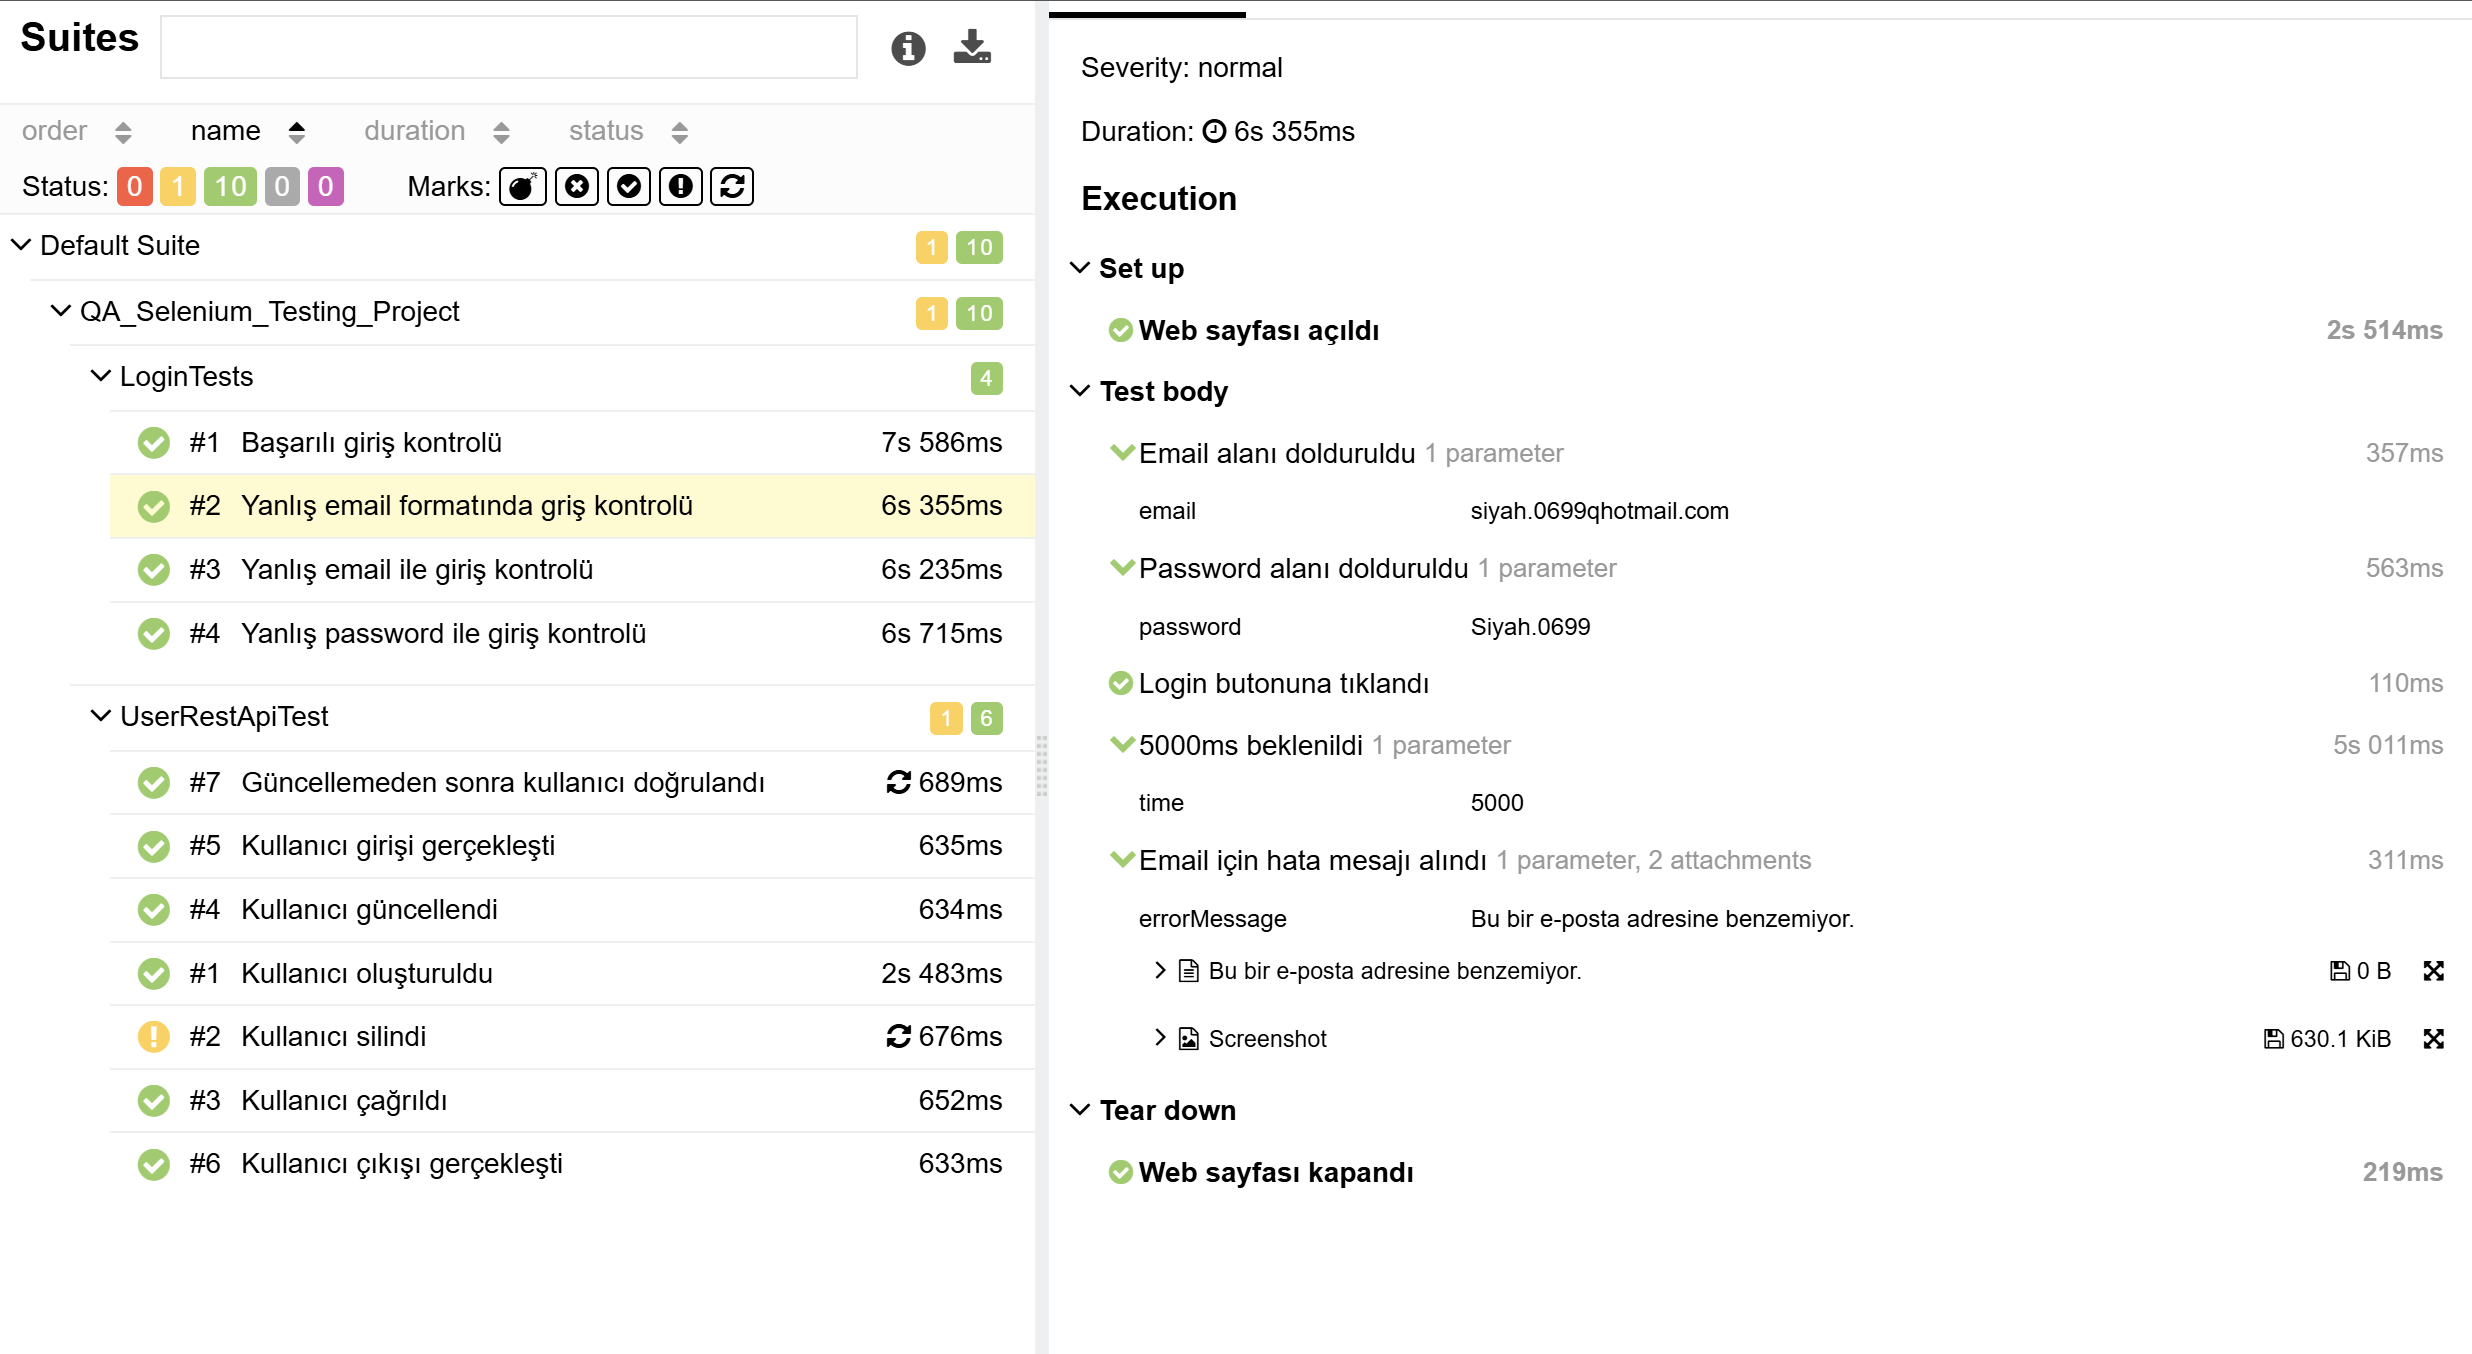 Suites
order name duration status
Status: 0 1 10 0 0 Marks:
Default Suite 1 10
QA_Selenium_Testing_Project 1 10
LoginTests 4
#1 Başarılı giriş kontrolü 7s 586ms
#2 Yanlış email formatında griş kontrolü 6s 355ms
#3 Yanlış email ile giriş kontrolü 6s 235ms
#4 Yanlış password ile giriş kontrolü 6s 715ms
UserRestApiTest 1 6
#7 Güncellemeden sonra kullanıcı doğrulandı 689ms
#5 Kullanıcı girişi gerçekleşti 635ms
#4 Kullanıcı güncellendi 634ms
#1 Kullanıcı oluşturuldu 2s 483ms
#2 Kullanıcı silindi 676ms
#3 Kullanıcı çağrıldı 652ms
#6 Kullanıcı çıkışı gerçekleşti 633ms
Severity: normal
Duration: 6s 355ms
Execution
Set up
Web sayfası açıldı 2s 514ms
Test body
Email alanı dolduruldu 1 parameter 357ms
email siyah.0699qhotmail.com
Password alanı dolduruldu 1 parameter 563ms
password Siyah.0699
Login butonuna tıklandı 110ms
5000ms beklenildi 1 parameter 5s 011ms
time 5000
Email için hata mesajı alındı 1 parameter, 2 attachments 311ms
errorMessage Bu bir e-posta adresine benzemiyor.
Bu bir e-posta adresine benzemiyor. 0 B
Screenshot 630.1 KiB
Tear down
Web sayfası kapandı 219ms